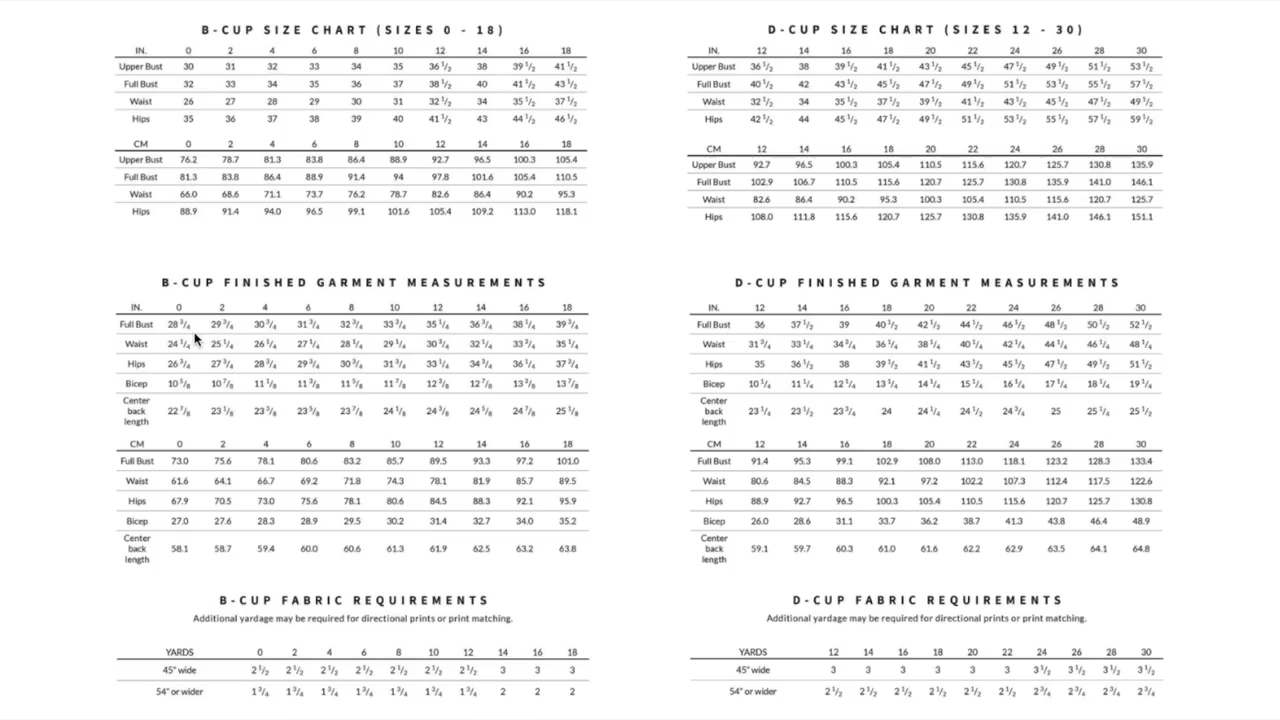 B-CUP SIZE CHART (SIZES 0 - 18)
IN. 0 2 4 6 8 10 12 14 16 18
Upper Bust 30 31 32 33 34 35 36 1/2 38 39 1/2 41 1/2
Full Bust 32 33 34 35 36 37 38 1/2 40 41 1/2 43 1/2
Waist 26 27 28 29 30 31 32 1/2 34 35 1/2 37 1/2
Hips 35 36 37 38 39 40 41 1/2 43 44 1/2 46 1/2
CM 0 2 4 6 8 10 12 14 16 18
Upper Bust 76.2 78.7 81.3 83.8 86.4 88.9 92.7 96.5 100.3 105.4
Full Bust 81.3 83.8 86.4 88.9 91.4 94 97.8 101.6 105.4 110.5
Waist 66.0 68.6 71.1 73.7 76.2 78.7 82.6 86.4 90.2 95.3
Hips 88.9 91.4 94.0 96.5 99.1 101.6 105.4 109.2 113.0 118.1
B-CUP FINISHED GARMENT MEASUREMENTS
IN. 0 2 4 6 8 10 12 14 16 18
Full Bust 28 3/4 29 3/4 30 3/4 31 3/4 32 3/4 33 3/4 35 1/4 36 3/4 38 1/4 39 3/4
Waist 24 1/4 25 1/4 26 1/4 27 1/4 28 1/4 29 1/4 30 3/4 32 1/4 33 3/4 35 1/4
Hips 26 3/4 27 3/4 28 3/4 29 3/4 30 3/4 31 3/4 33 1/4 34 3/4 36 1/4 37 3/4
Bicep 10 5/8 10 7/8 11 1/8 11 3/8 11 5/8 11 7/8 12 3/8 12 7/8 13 3/8 13 7/8
Center
back
length
22 7/8 23 1/8 23 3/8 23 5/8 23 7/8 24 1/8 24 3/8 24 5/8 24 7/8 25 1/8
CM 0 2 4 6 8 10 12 14 16 18
Full Bust 73.0 75.6 78.1 80.6 83.2 85.7 89.5 93.3 97.2 101.0
Waist 61.6 64.1 66.7 69.2 71.8 74.3 78.1 81.9 85.7 89.5
Hips 67.9 70.5 73.0 75.6 78.1 80.6 84.5 88.3 92.1 95.9
Bicep 27.0 27.6 28.3 28.9 29.5 30.2 31.4 32.7 34.0 35.2
Center
back
length
58.1 58.7 59.4 60.0 60.6 61.3 61.9 62.5 63.2 63.8
B-CUP FABRIC REQUIREMENTS
Additional yardage may be required for directional prints or print matching.
YARDS 0 2 4 6 8 10 12 14 16 18
45" wide 2 1/2 2 1/2 2 1/2 2 1/2 2 1/2 2 1/2 2 1/2 3 3 3
54" or wider 1 3/4 1 3/4 1 3/4 1 3/4 1 3/4 1 3/4 1 3/4 2 2 2
D-CUP SIZE CHART (SIZES 12 - 30)
IN. 12 14 16 18 20 22 24 26 28 30
Upper Bust 36 1/2 38 39 1/2 41 1/2 43 1/2 45 1/2 47 1/2 49 1/2 51 1/2 53 1/2
Full Bust 40 1/2 42 43 1/2 45 1/2 47 1/2 49 1/2 51 1/2 53 1/2 55 1/2 57 1/2
Waist 32 1/2 34 35 1/2 37 1/2 39 1/2 41 1/2 43 1/2 45 1/2 47 1/2 49 1/2
Hips 42 1/2 44 45 1/2 47 1/2 49 1/2 51 1/2 53 1/2 55 1/2 57 1/2 59 1/2
CM 12 14 16 18 20 22 24 26 28 30
Upper Bust 92.7 96.5 100.3 105.4 110.5 115.6 120.7 125.7 130.8 135.9
Full Bust 102.9 106.7 110.5 115.6 120.7 125.7 130.8 135.9 141.0 146.1
Waist 82.6 86.4 90.2 95.3 100.3 105.4 110.5 115.6 120.7 125.7
Hips 108.0 111.8 115.6 120.7 125.7 130.8 135.9 141.0 146.1 151.1
D-CUP FINISHED GARMENT MEASUREMENTS
IN. 12 14 16 18 20 22 24 26 28 30
Full Bust 36 37 1/2 39 40 1/2 42 1/2 44 1/2 46 1/2 48 1/2 50 1/2 52 1/2
Waist 31 3/4 33 1/4 34 3/4 36 1/4 38 1/4 40 1/4 42 1/4 44 1/4 46 1/4 48 1/4
Hips 35 36 1/2 38 39 1/2 41 1/2 43 1/2 45 1/2 47 1/2 49 1/2 51 1/2
Bicep 10 1/4 11 1/4 12 1/4 13 1/4 14 1/4 15 1/4 16 1/4 17 1/4 18 1/4 19 1/4
Center
back
length
23 1/4 23 1/2 23 3/4 24 24 1/4 24 1/2 24 3/4 25 25 1/4 25 1/2
CM 12 14 16 18 20 22 24 26 28 30
Full Bust 91.4 95.3 99.1 102.9 108.0 113.0 118.1 123.2 128.3 133.4
Waist 80.6 84.5 88.3 92.1 97.2 102.2 107.3 112.4 117.5 122.6
Hips 88.9 92.7 96.5 100.3 105.4 110.5 115.6 120.7 125.7 130.8
Bicep 26.0 28.6 31.1 33.7 36.2 38.7 41.3 43.8 46.4 48.9
Center
back
length
59.1 59.7 60.3 61.0 61.6 62.2 62.9 63.5 64.1 64.8
D-CUP FABRIC REQUIREMENTS
Additional yardage may be required for directional prints or print matching.
YARDS 12 14 16 18 20 22 24 26 28 30
45" wide 3 3 3 3 3 3 3 1/2 3 1/2 3 1/2 3 1/2
54" or wider 2 1/2 2 1/2 2 1/2 2 1/2 2 1/2 2 1/2 2 3/4 2 3/4 2 3/4 2 3/4